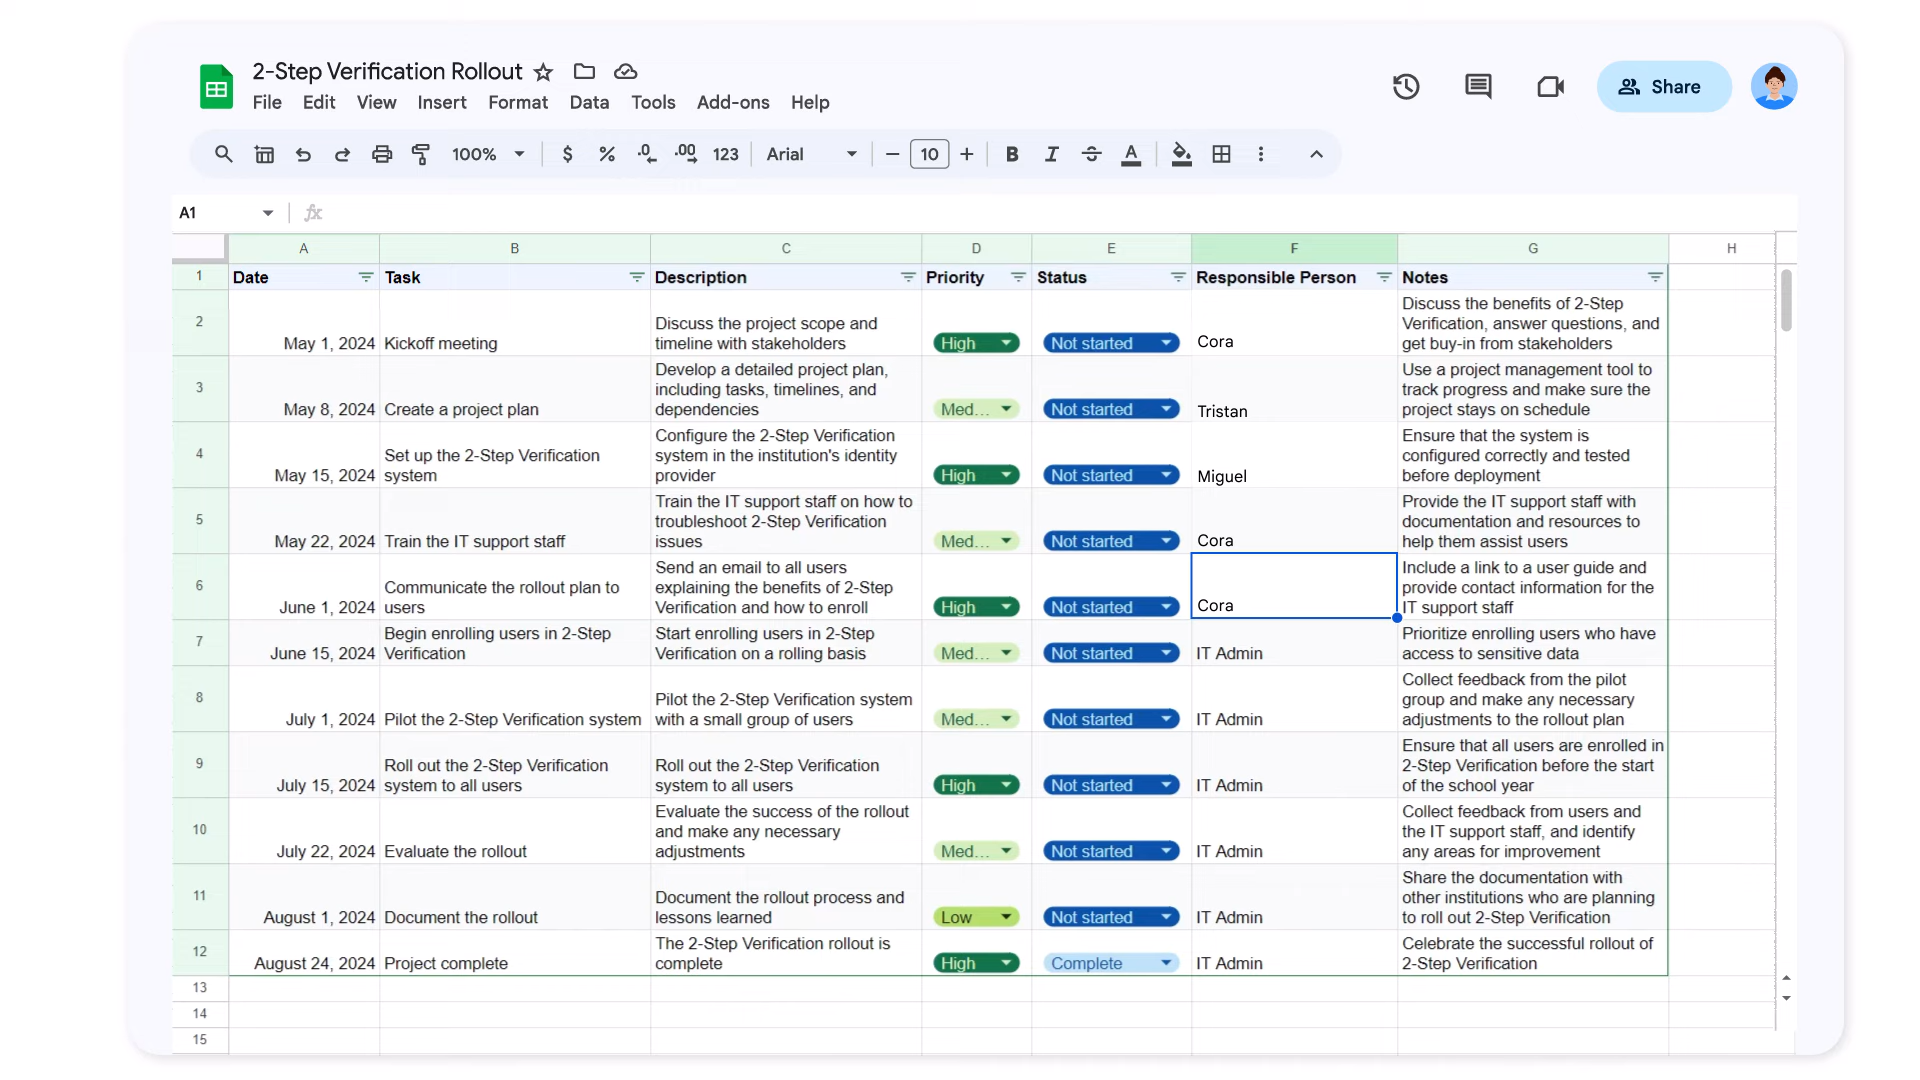 2-Step Verification Rollout
File Edit View Insert Format Data Tools Add-ons Help
Share
100% $ % .0 .00 123 Arial 10 B I S A
A1 fx
A B C D E F G H
1 Date Task Description Priority Status Responsible Person Notes
Discuss the benefits of 2-Step
2 Discuss the project scope and Verification, answer questions, and
May 1, 2024 Kickoff meeting timeline with stakeholders High Not started Cora get buy-in from stakeholders
Develop a detailed project plan, Use a project management tool to
3 including tasks, timelines, and track progress and make sure the
May 8, 2024 Create a project plan dependencies Med... Not started Tristan project stays on schedule
Configure the 2-Step Verification Ensure that the system is
4 Set up the 2-Step Verification system in the institution's identity configured correctly and tested
May 15, 2024 system provider High Not started Miguel before deployment
Train the IT support staff on how to Provide the IT support staff with
5 troubleshoot 2-Step Verification documentation and resources to
May 22, 2024 Train the IT support staff issues Med... Not started Cora help them assist users
Send an email to all users Include a link to a user guide and
6 Communicate the rollout plan to explaining the benefits of 2-Step provide contact information for the
June 1, 2024 users Verification and how to enroll High Not started Cora IT support staff
7 Begin enrolling users in 2-Step Start enrolling users in 2-Step Prioritize enrolling users who have
June 15, 2024 Verification Verification on a rolling basis Med... Not started IT Admin access to sensitive data
Collect feedback from the pilot
8 Pilot the 2-Step Verification system group and make any necessary
July 1, 2024 Pilot the 2-Step Verification system with a small group of users Med... Not started IT Admin adjustments to the rollout plan
Ensure that all users are enrolled in
9 Roll out the 2-Step Verification Roll out the 2-Step Verification 2-Step Verification before the start
July 15, 2024 system to all users system to all users High Not started IT Admin of the school year
Evaluate the success of the rollout Collect feedback from users and
10 and make any necessary the IT support staff, and identify
July 22, 2024 Evaluate the rollout adjustments Med... Not started IT Admin any areas for improvement
Share the documentation with
11 Document the rollout process and other institutions who are planning
August 1, 2024 Document the rollout lessons learned Low Not started IT Admin to roll out 2-Step Verification
12 The 2-Step Verification rollout is Celebrate the successful rollout of
August 24, 2024 Project complete complete High Complete IT Admin 2-Step Verification
13
14
15